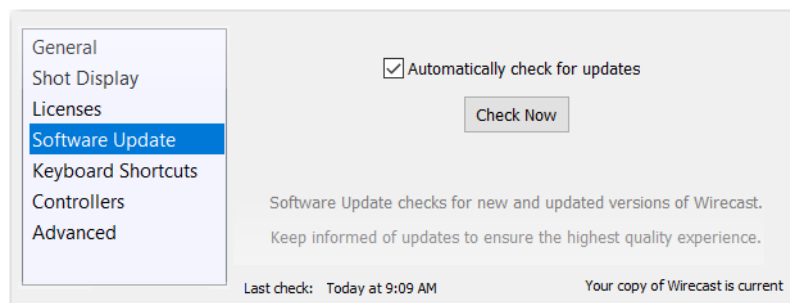 General
Shot Display
Licenses
Software Update
Keyboard Shortcuts
Controllers
Advanced
Automatically check for updates
Check Now
Software Update checks for new and updated versions of Wirecast.
Keep informed of updates to ensure the highest quality experience.
Last check: Today at 9:09 AM
Your copy of Wirecast is current